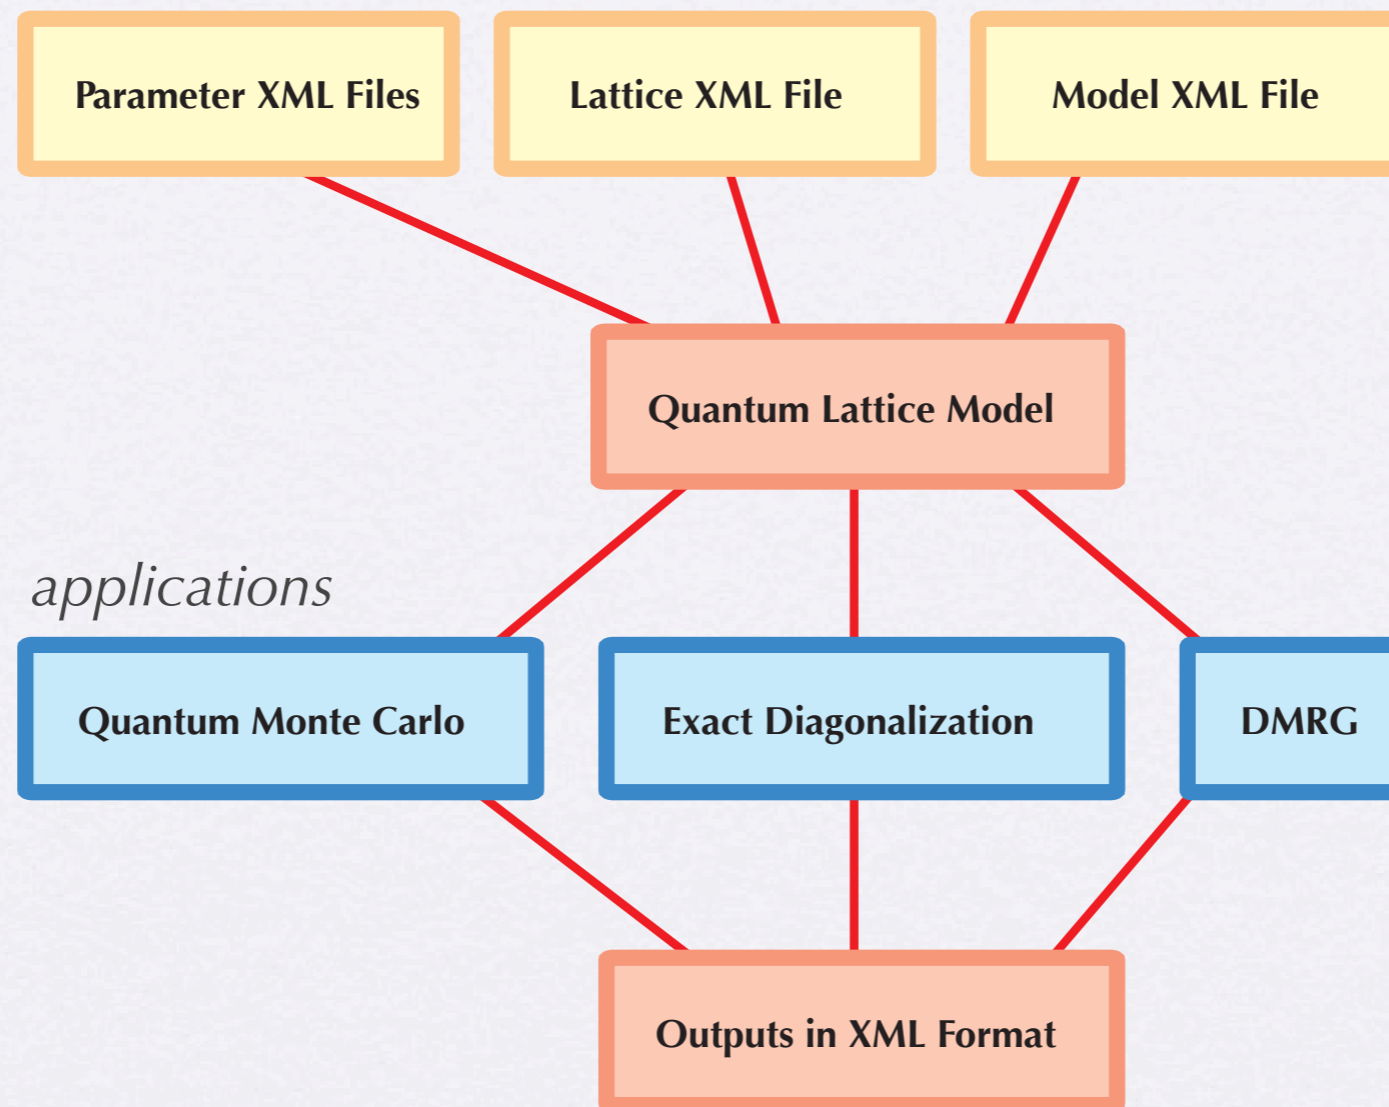 Parameter XML Files
Lattice XML File
Model XML File
Quantum Lattice Model
applications
Quantum Monte Carlo
Exact Diagonalization
DMRG
Outputs in XML Format